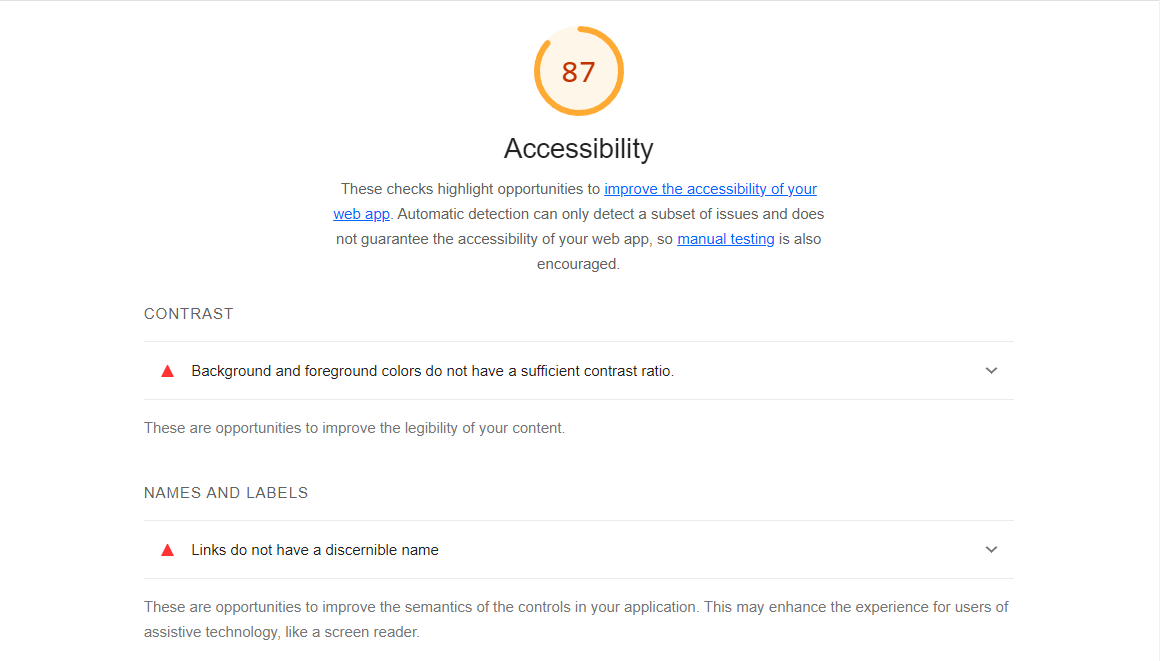 87
Accessibility
These checks highlight opportunities to improve the accessibility of your
web app. Automatic detection can only detect a subset of issues and does
not guarantee the accessibility of your web app, so manual testing is also
encouraged.
CONTRAST
Background and foreground colors do not have a sufficient contrast ratio.
These are opportunities to improve the legibility of your content.
NAMES AND LABELS
Links do not have a discernible name
These are opportunities to improve the semantics of the controls in your application. This may enhance the experience for users of
assistive technology, like a screen reader.